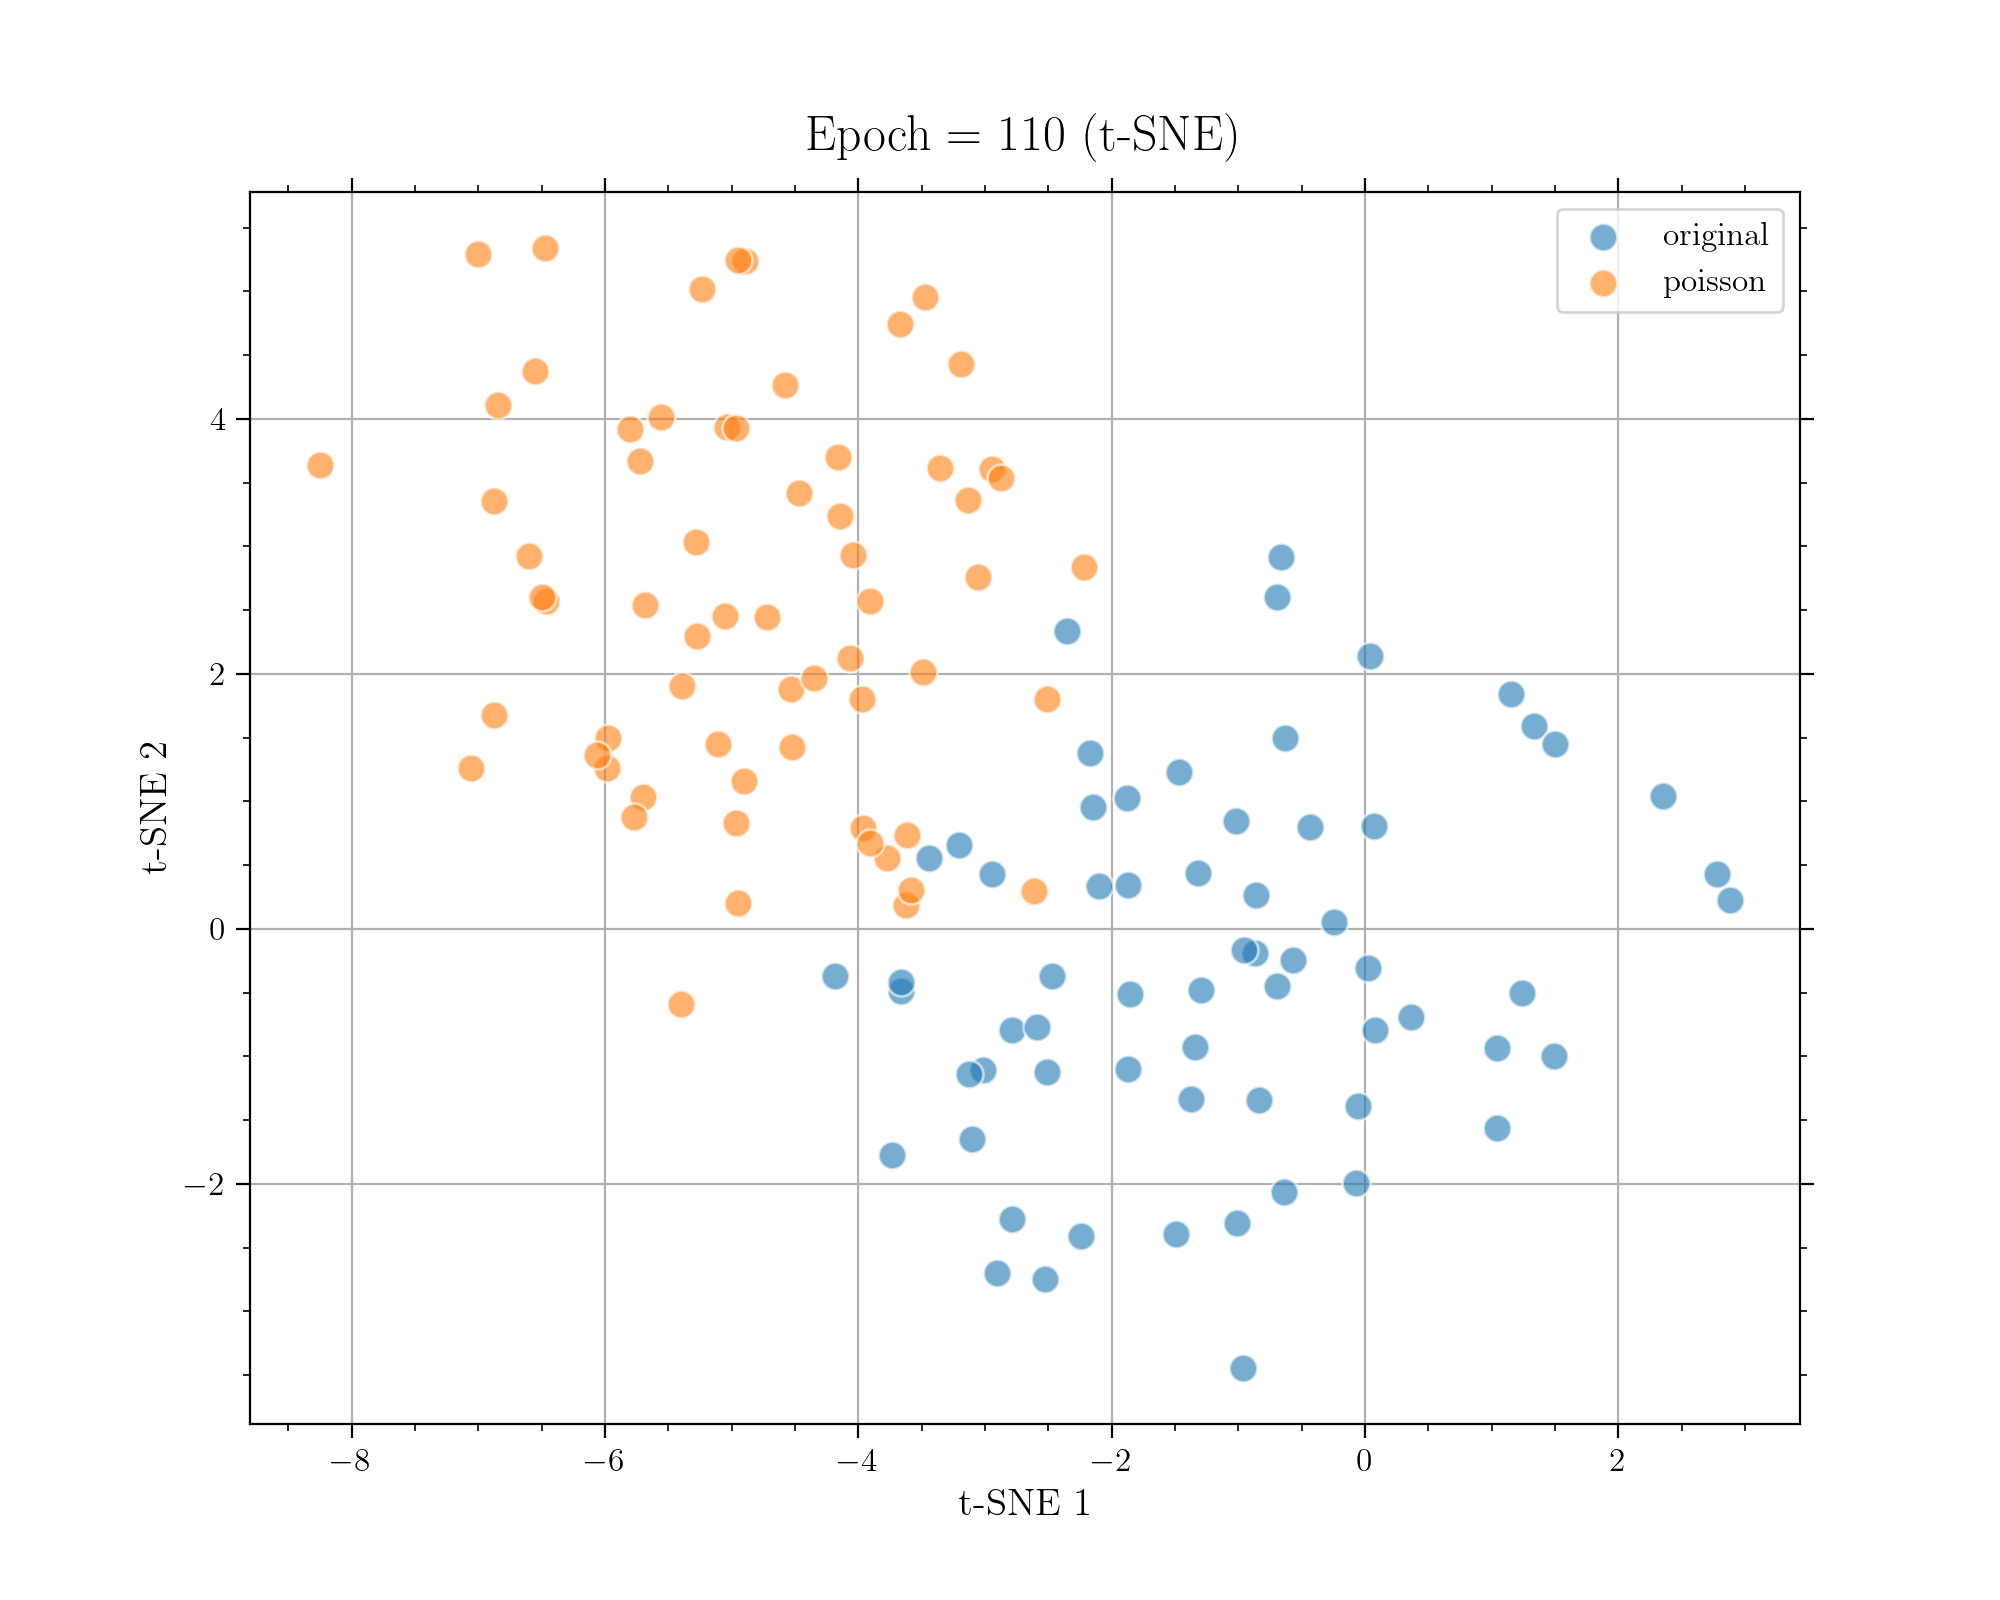 Epoch = 110 (t-SNE)
original
poisson
4
2
0
−2
t-SNE 2
−8
−6
−4
−2
0
2
t-SNE 1